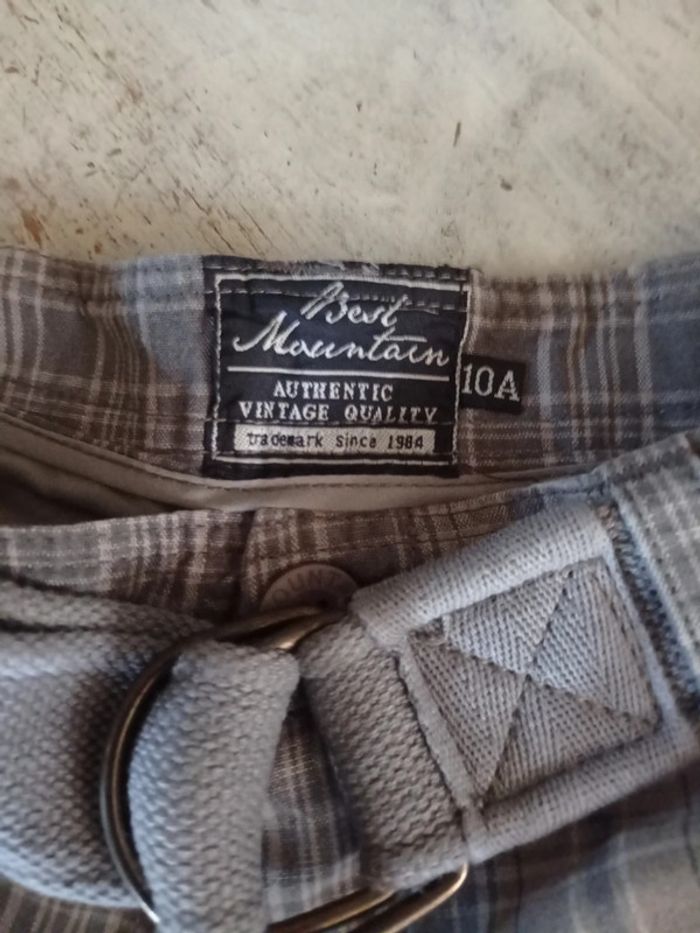 Best
Mountain
AUTHENTIC
VINTAGE QUALITY
trademark since 1984
10A